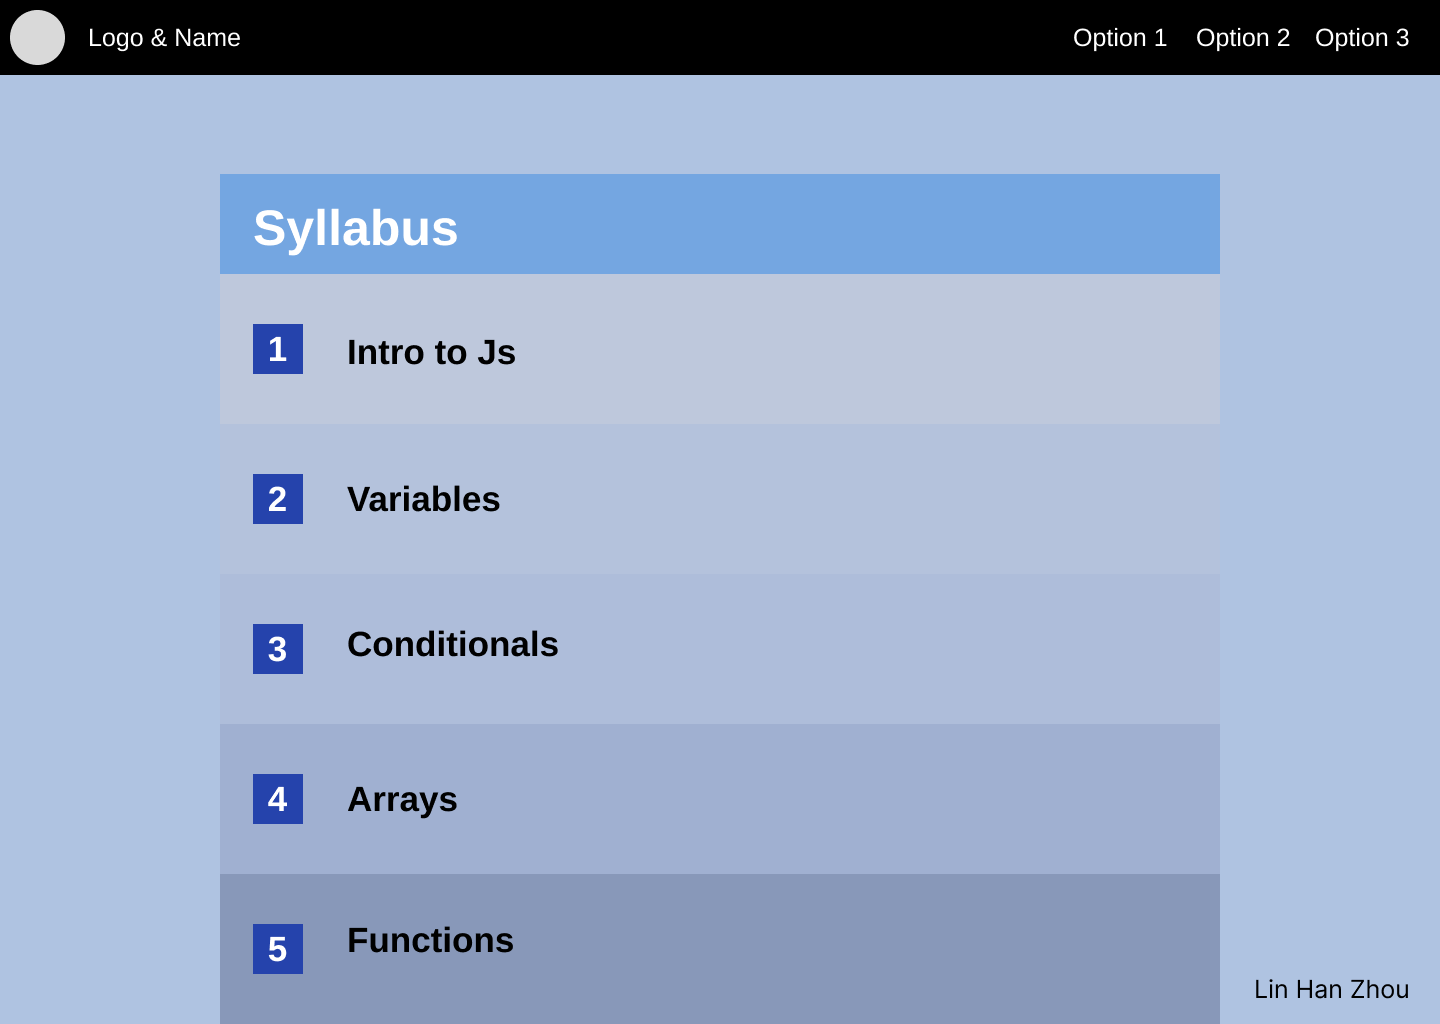 Logo & Name
Option 1 Option 2 Option 3
Syllabus
1 Intro to Js
2 Variables
3 Conditionals
4 Arrays
5 Functions
Lin Han Zhou